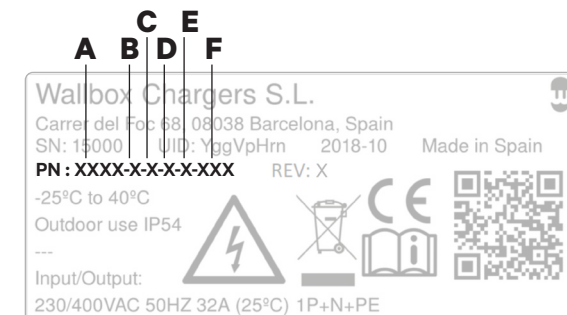 A B C D E F
Wallbox Chargers S.L.
Carrer del Foc 68, 08038 Barcelona, Spain
SN: 15000 UID: YggVpHrn 2018-10 Made in Spain
PN : XXXX-X-X-X-X-XXX REV: X
-25ºC to 40ºC
Outdoor use IP54
---
Input/Output:
230/400VAC 50HZ 32A (25ºC) 1P+N+PE